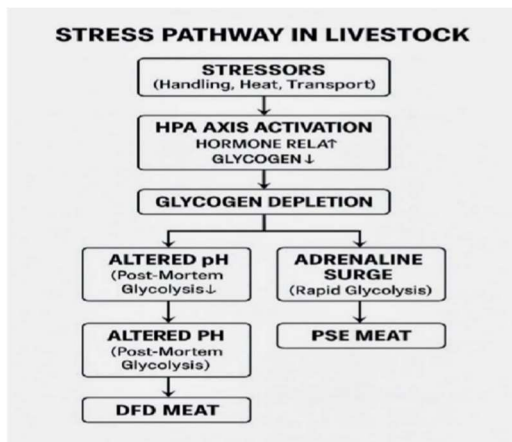 STRESS PATHWAY IN LIVESTOCK
STRESSORS
(Handling, Heat, Transport)
HPA AXIS ACTIVATION
HORMONE RELA↑
GLYCOGEN↓
GLYCOGEN DEPLETION
ALTERED pH
(Post-Mortem
Glycolysis↓
ADRENALINE
SURGE
(Rapid Glycolysis)
ALTERED PH
(Post-Mortem
Glycolysis)
PSE MEAT
DFD MEAT